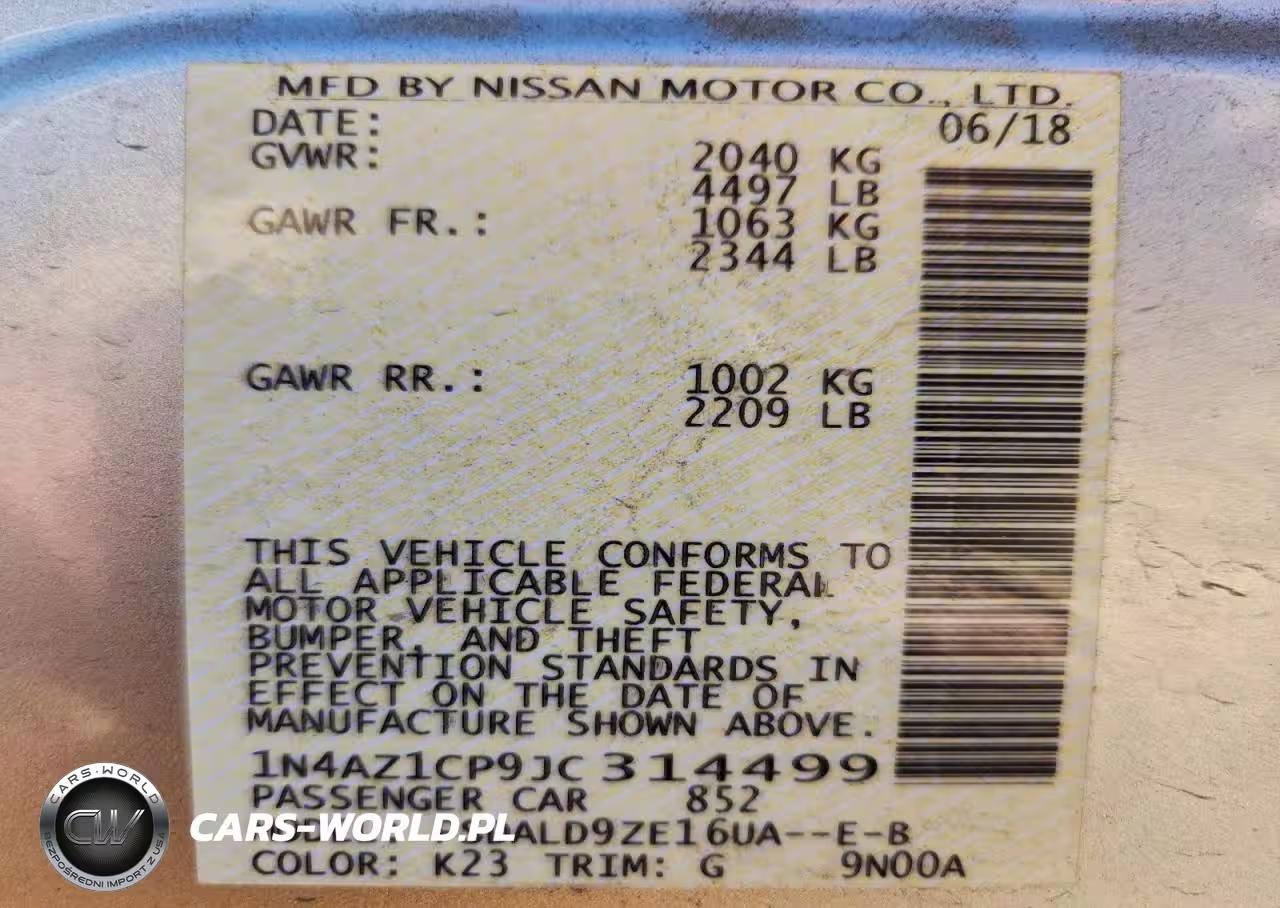 MFD BY NISSAN MOTOR CO., LTD.
DATE: 06/18
GVWR: 2040 KG
4497 LB
GAWR FR.: 1063 KG
2344 LB
GAWR RR.: 1002 KG
2209 LB
THIS VEHICLE CONFORMS TO
ALL APPLICABLE FEDERAL
MOTOR VEHICLE SAFETY,
BUMPER, AND THEFT
PREVENTION STANDARDS IN
EFFECT ON THE DATE OF
MANUFACTURE SHOWN ABOVE.
1N4AZ1CP9JC314499
PASSENGER CAR 852
ALD9ZE16UA--E-B
COLOR: K23 TRIM: G 9N00A
CARS-WORLD
CW
BEZPOŚREDNI IMPORT Z USA
CARS-WORLD.PL